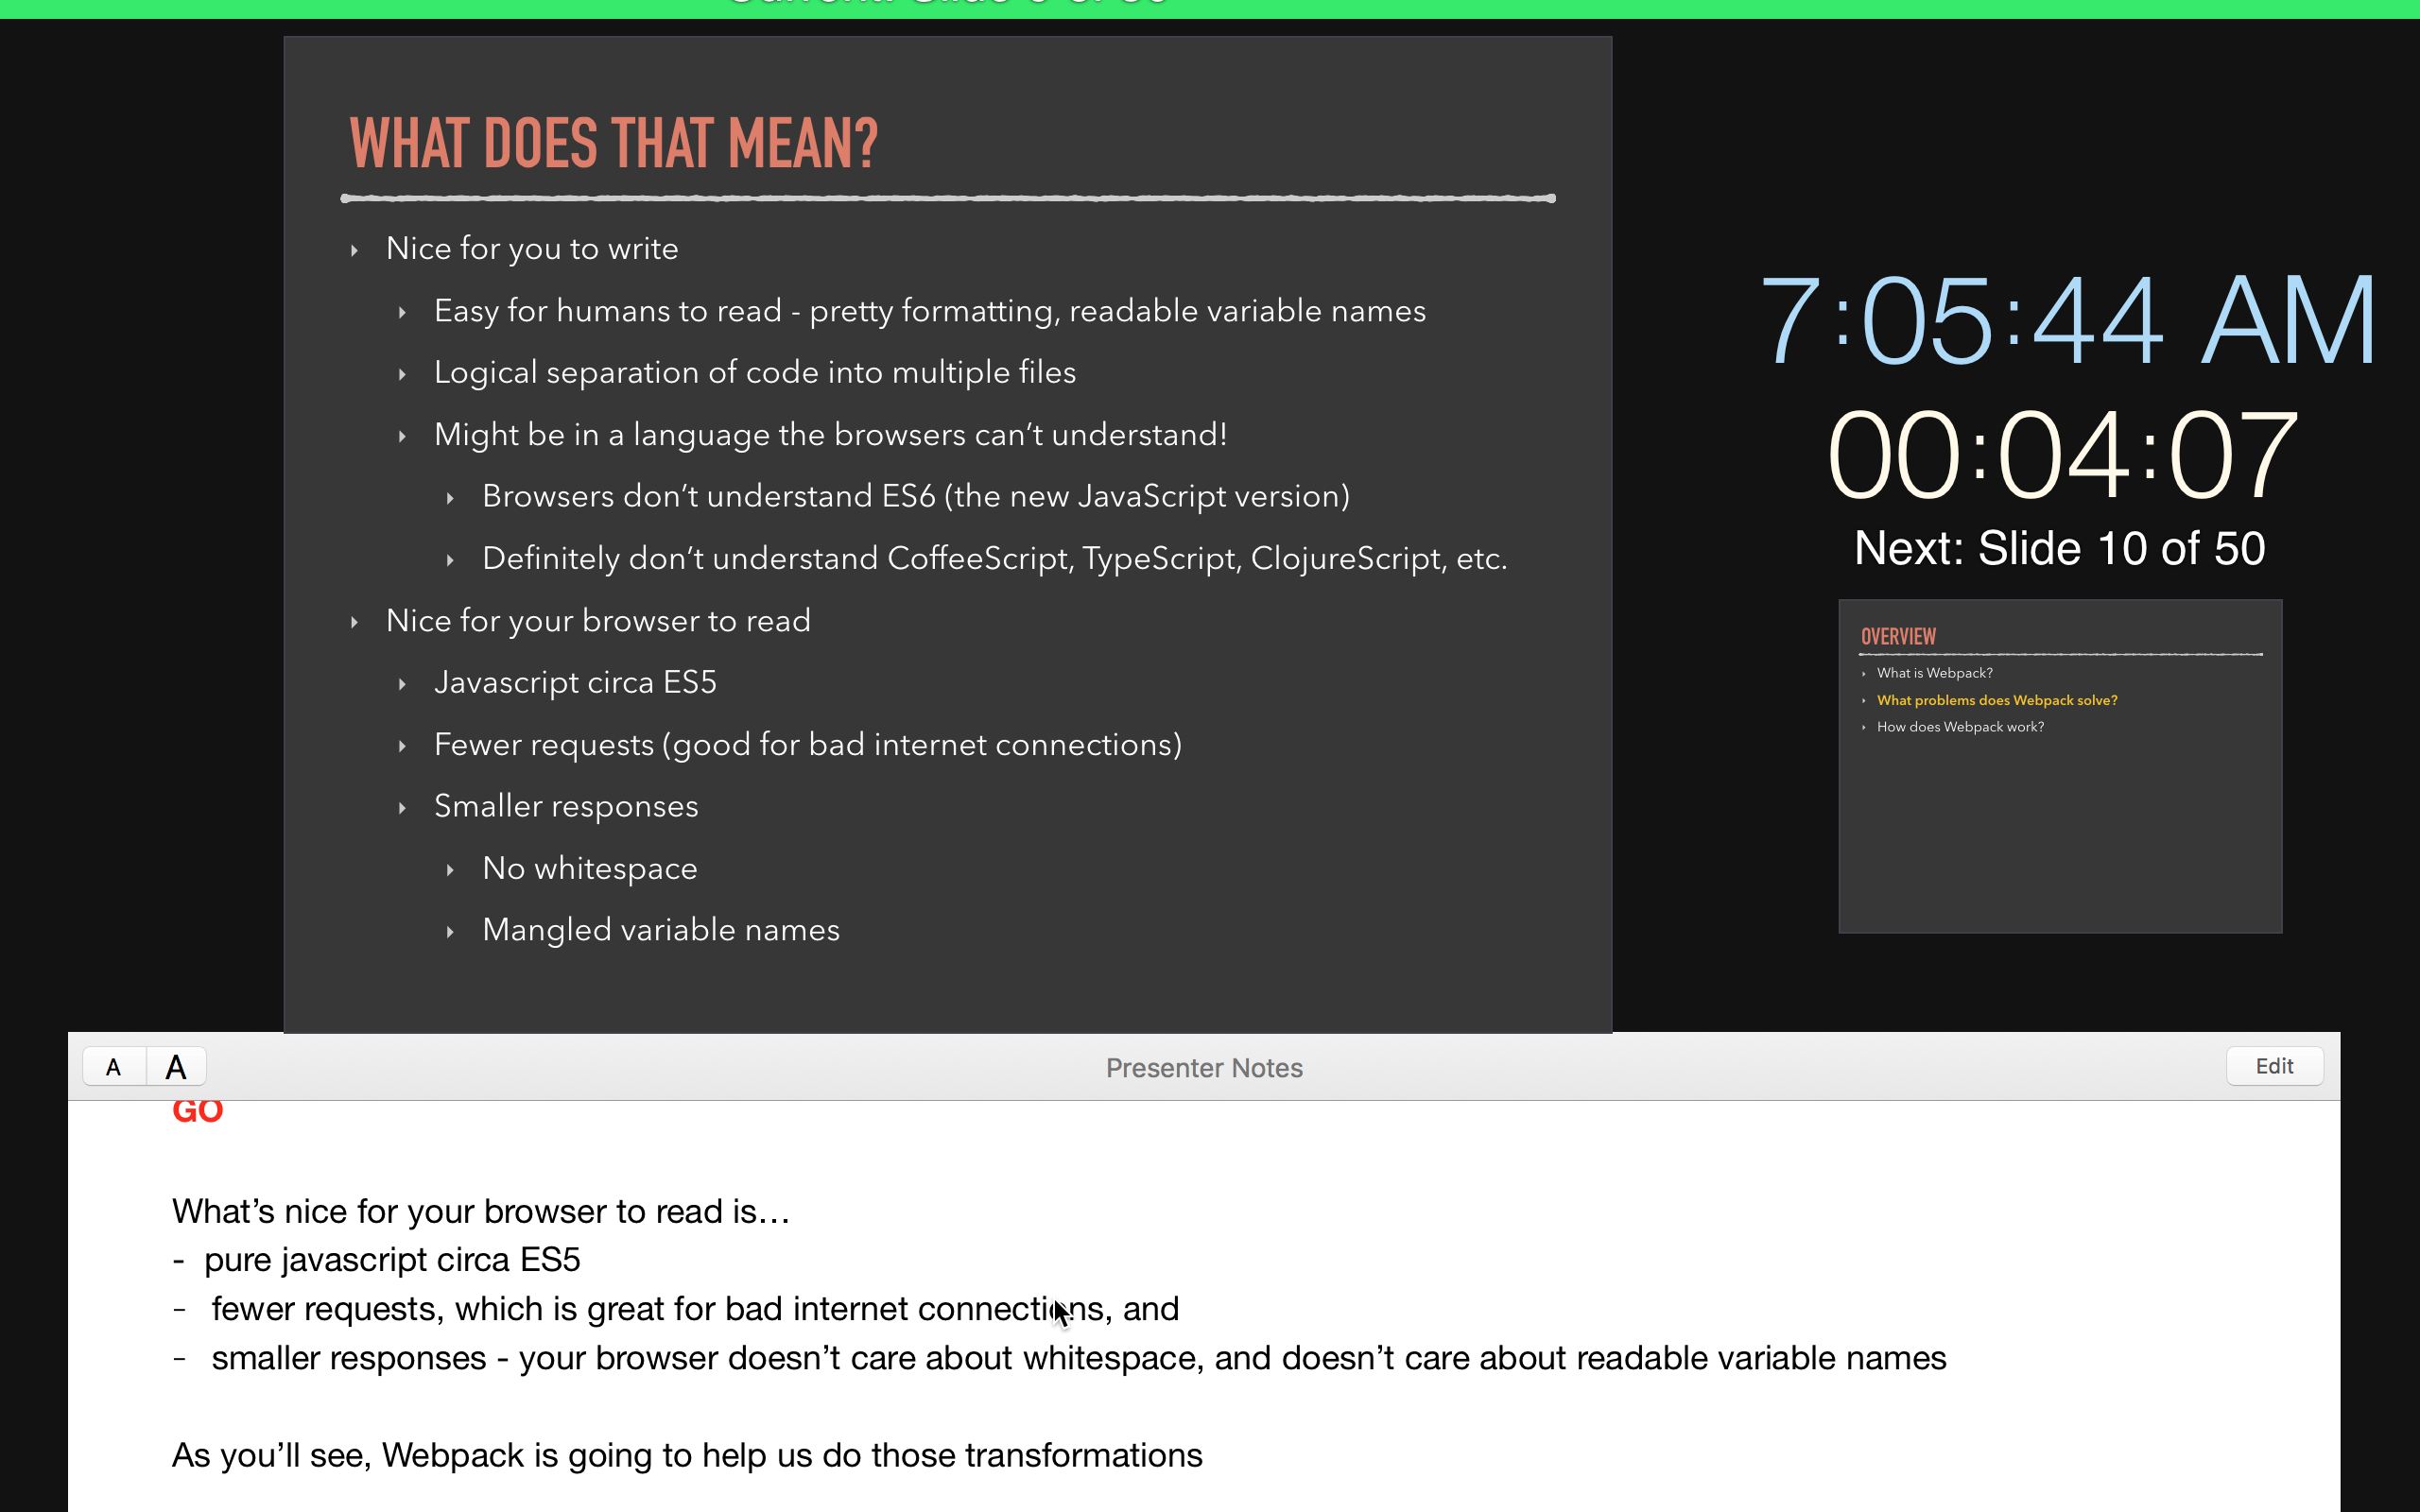 WHAT DOES THAT MEAN?
Nice for you to write
Easy for humans to read - pretty formatting, readable variable names
Logical separation of code into multiple files
Might be in a language the browsers can’t understand!
Browsers don’t understand ES6 (the new JavaScript version)
Definitely don’t understand CoffeeScript, TypeScript, ClojureScript, etc.
Nice for your browser to read
Javascript circa ES5
Fewer requests (good for bad internet connections)
Smaller responses
No whitespace
Mangled variable names
7:05:44 AM
00:04:07
Next: Slide 10 of 50
OVERVIEW
What is Webpack?
What problems does Webpack solve?
How does Webpack work?
A A
Presenter Notes
Edit
GO
What’s nice for your browser to read is…
- pure javascript circa ES5
- fewer requests, which is great for bad internet connections, and
- smaller responses - your browser doesn’t care about whitespace, and doesn’t care about readable variable names
As you’ll see, Webpack is going to help us do those transformations